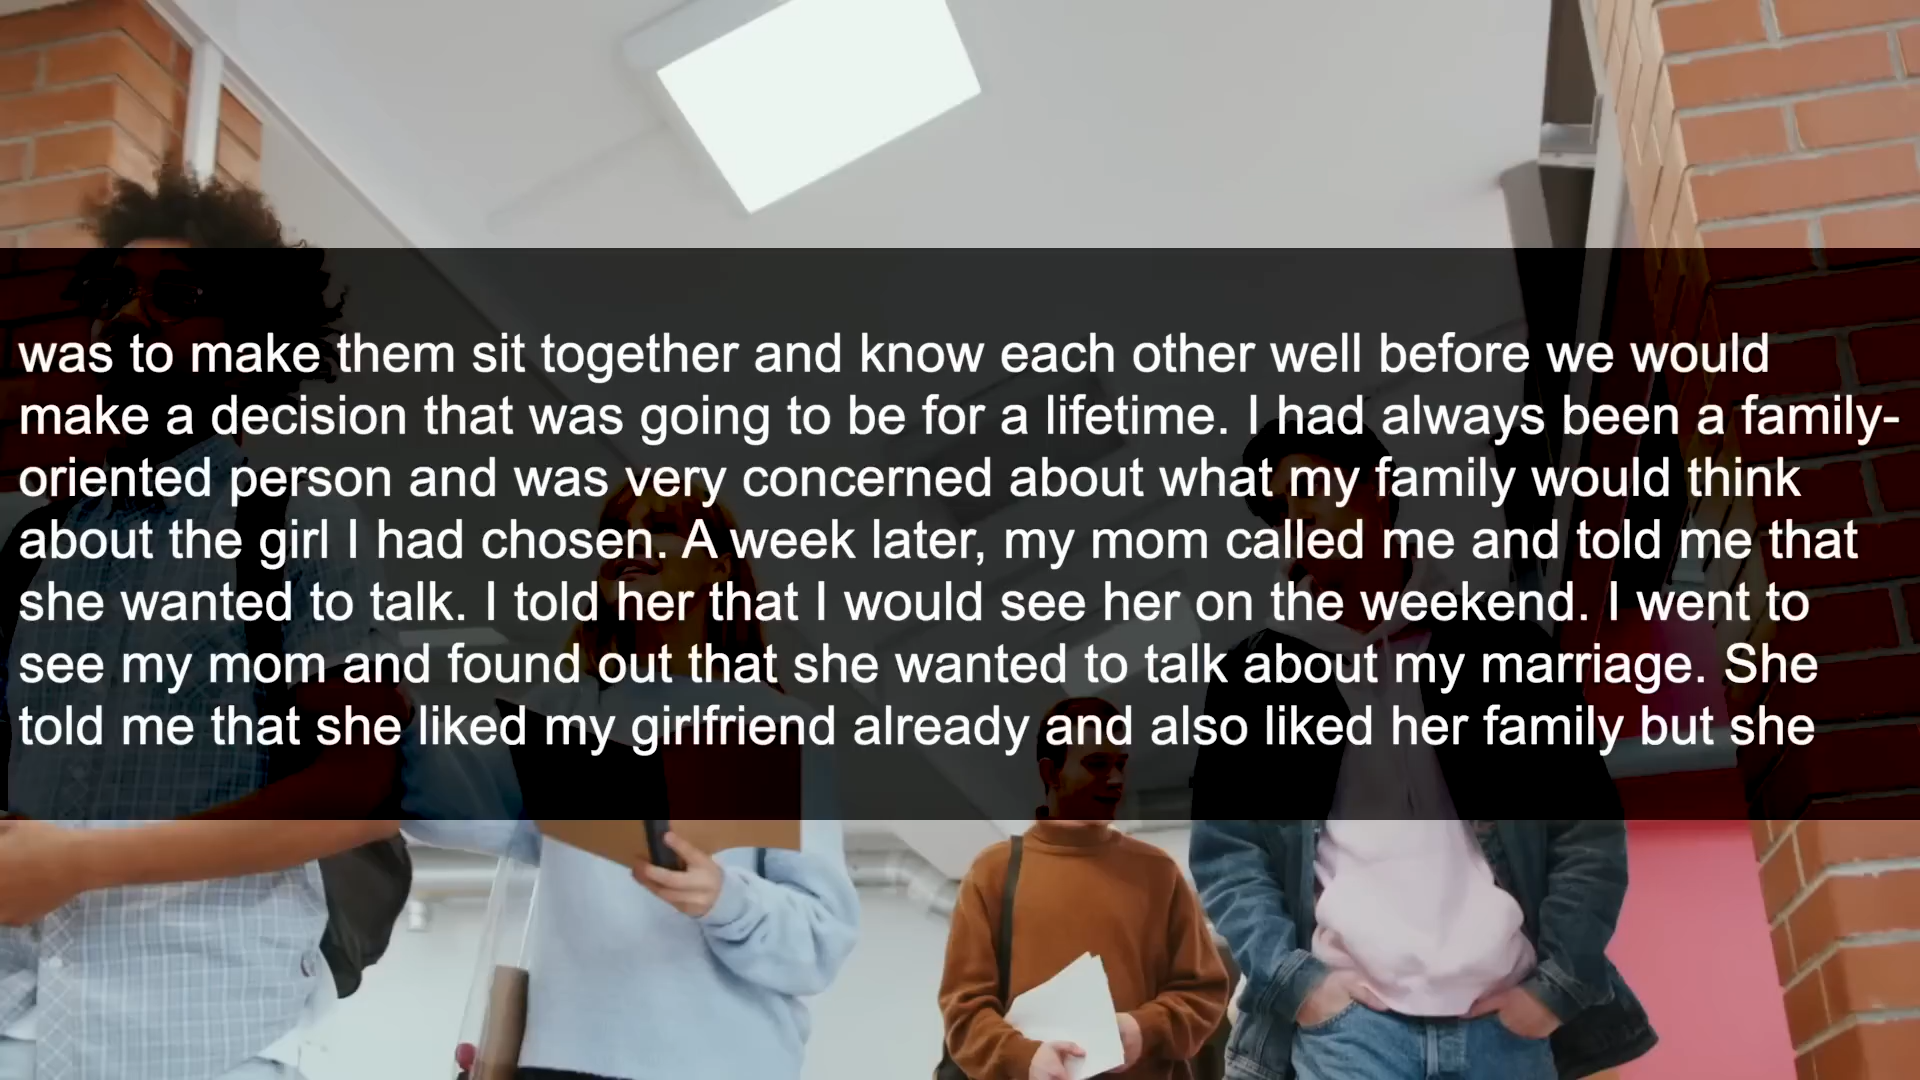 was to make them sit together and know each other well before we would
make a decision that was going to be for a lifetime. I had always been a family-
oriented person and was very concerned about what my family would think
about the girl I had chosen. A week later, my mom called me and told me that
she wanted to talk. I told her that I would see her on the weekend. I went to
see my mom and found out that she wanted to talk about my marriage. She
told me that she liked my girlfriend already and also liked her family but she